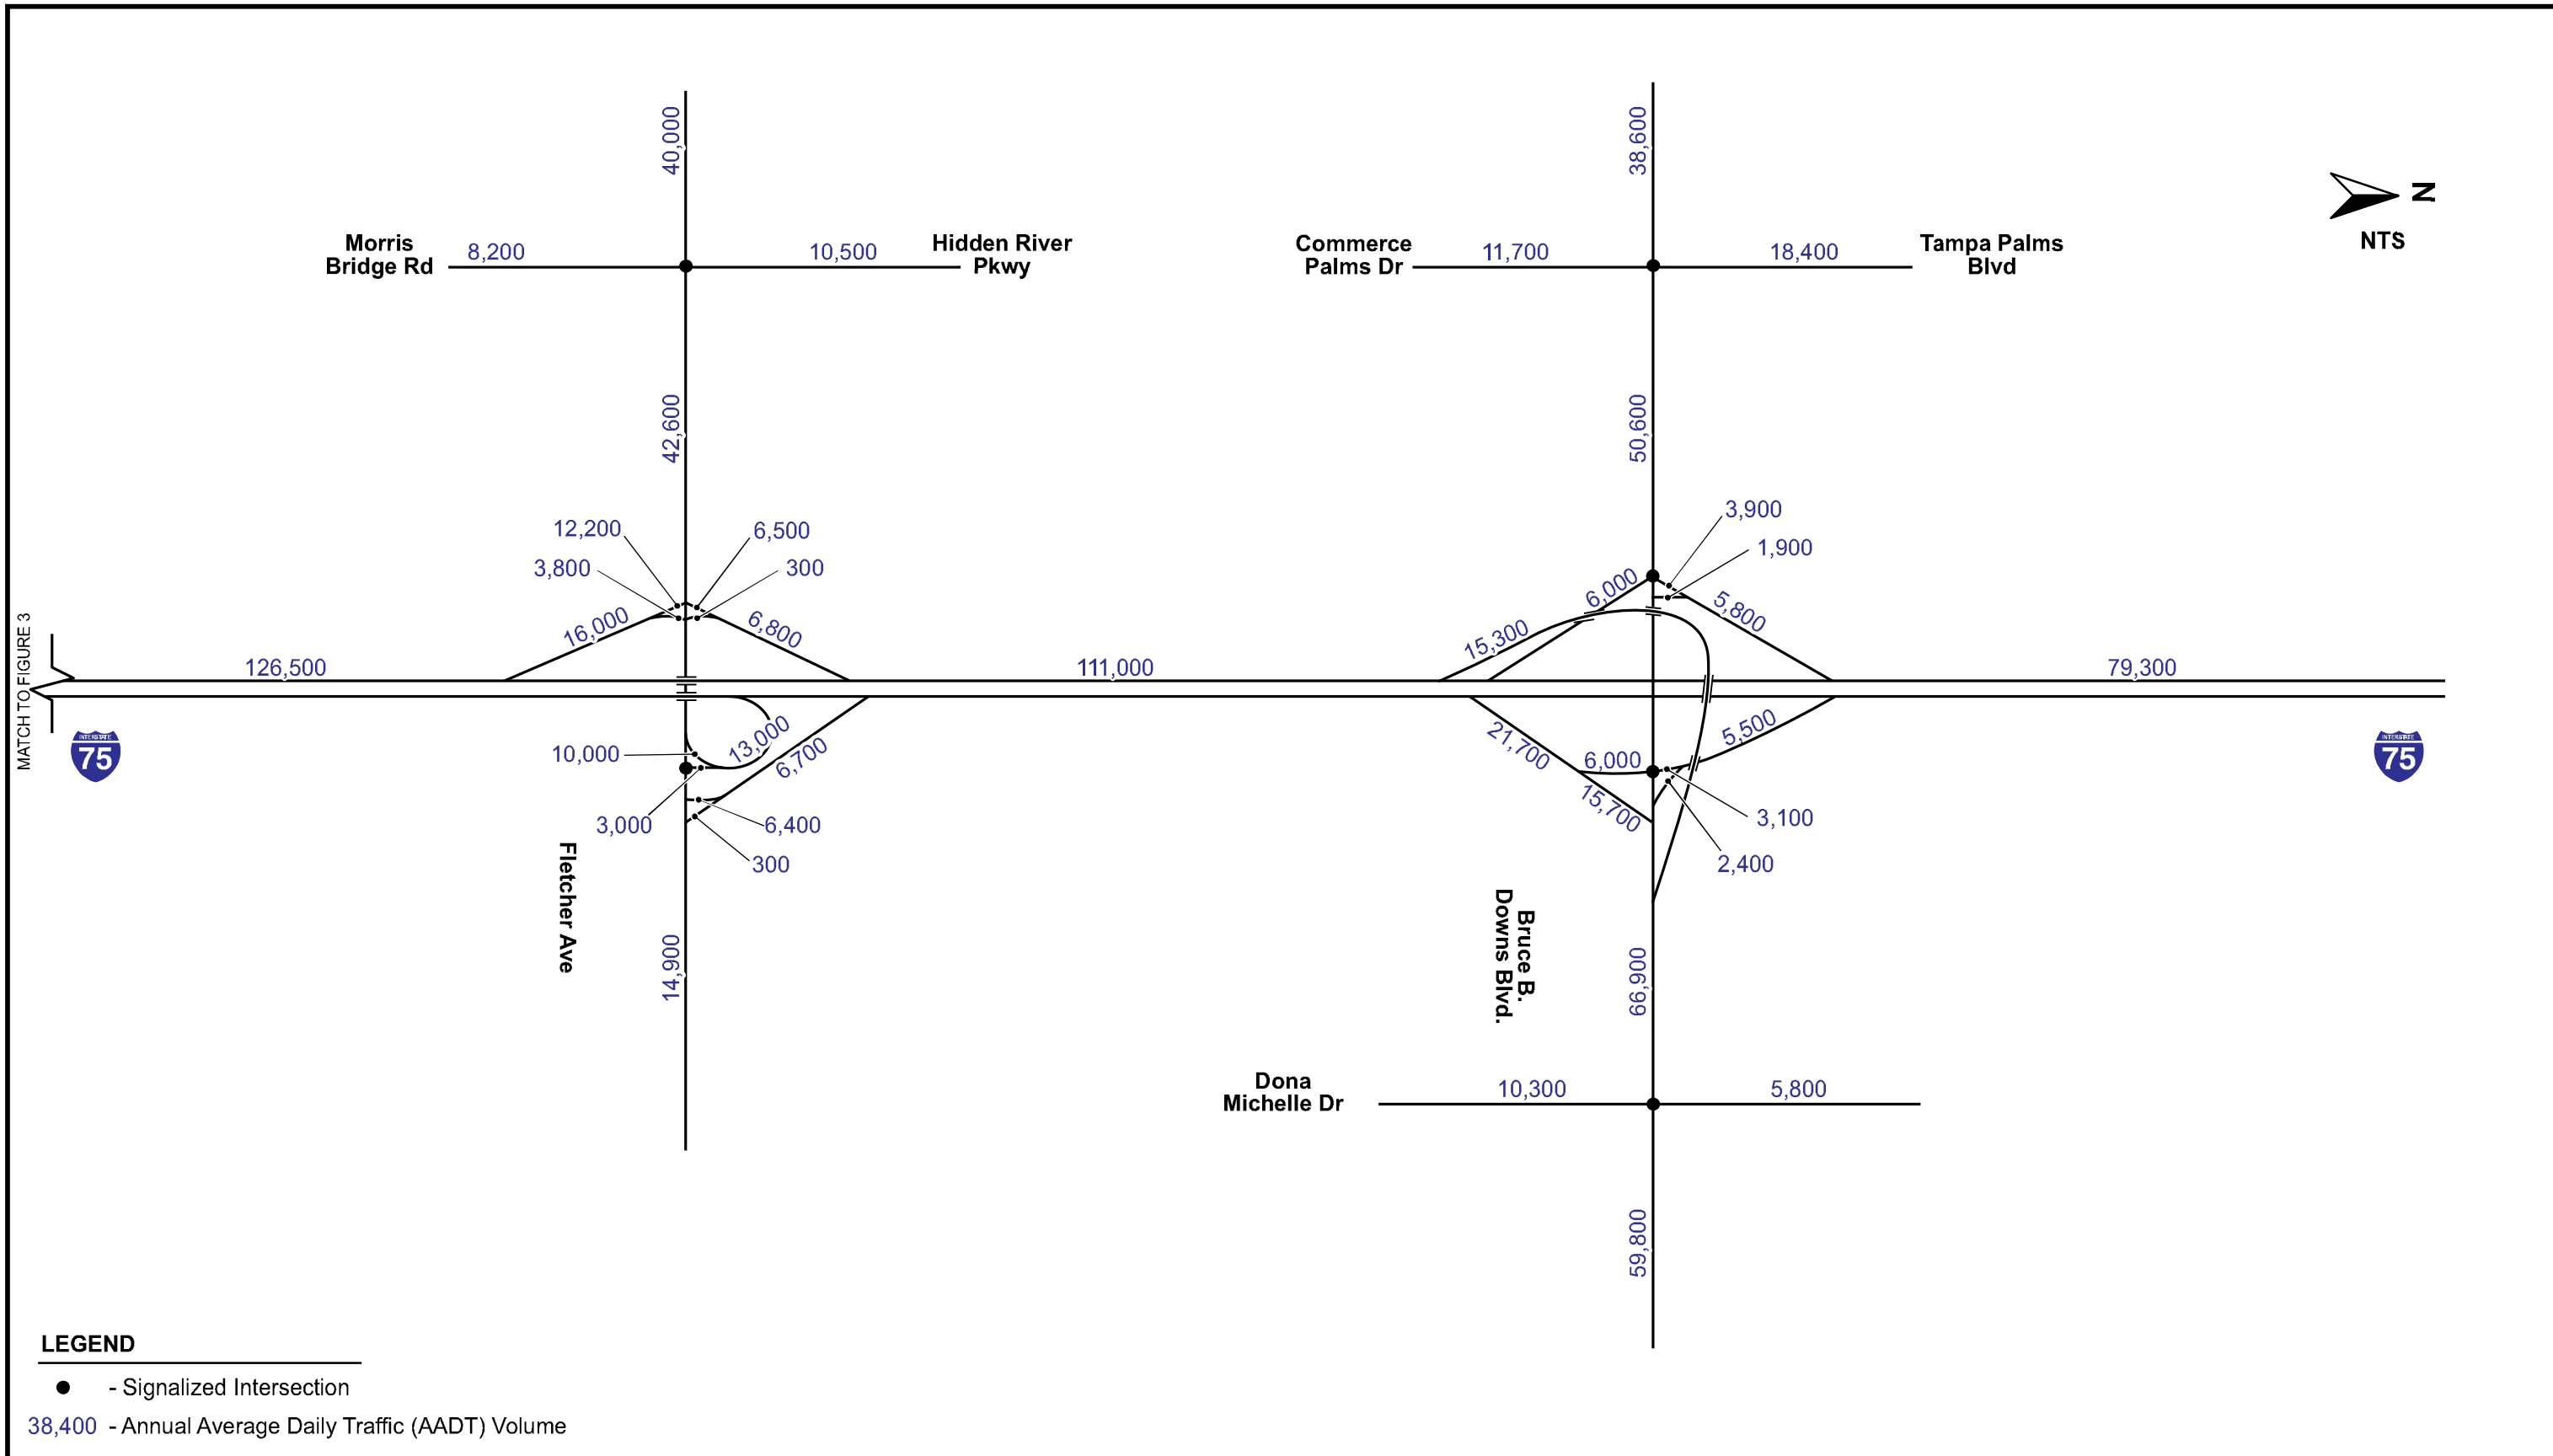 40,000
38,600
N
NTS
Morris
Bridge Rd
8,200
10,500
Hidden River
Pkwy
Commerce
Palms Dr
11,700
18,400
Tampa Palms
Blvd
42,600
50,600
12,200
6,500
3,800
300
16,000
6,800
3,900
1,900
6,000
5,800
15,300
MATCH TO FIGURE 3
126,500
111,000
79,300
INTERSTATE
75
10,000
13,000
6,700
3,000
6,400
300
21,700
6,000
5,500
15,700
3,100
2,400
INTERSTATE
75
Fletcher Ave
14,900
Bruce B.
Downs Blvd.
66,900
Dona
Michelle Dr
10,300
5,800
59,800
LEGEND
- Signalized Intersection
38,400 - Annual Average Daily Traffic (AADT) Volume